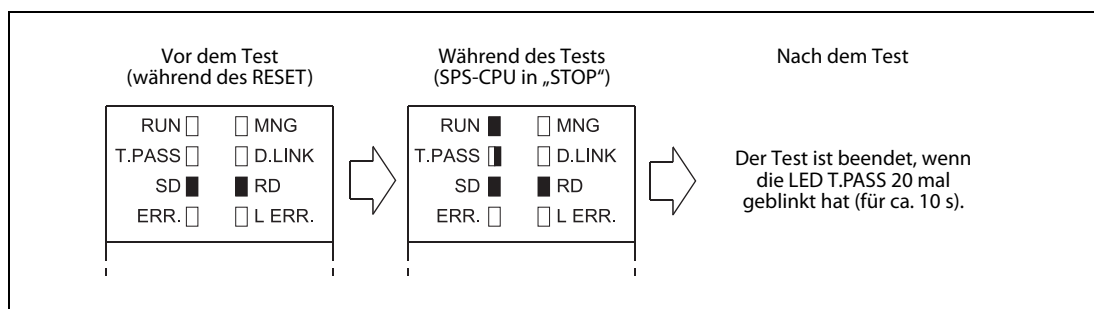 Vor dem Test
(während des RESET)
RUN MNG
T.PASS D.LINK
SD RD
ERR. L ERR.
Während des Tests
(SPS-CPU in „STOP“)
RUN MNG
T.PASS D.LINK
SD RD
ERR. L ERR.
Nach dem Test
Der Test ist beendet, wenn
die LED T.PASS 20 mal
geblinkt hat (für ca. 10 s).